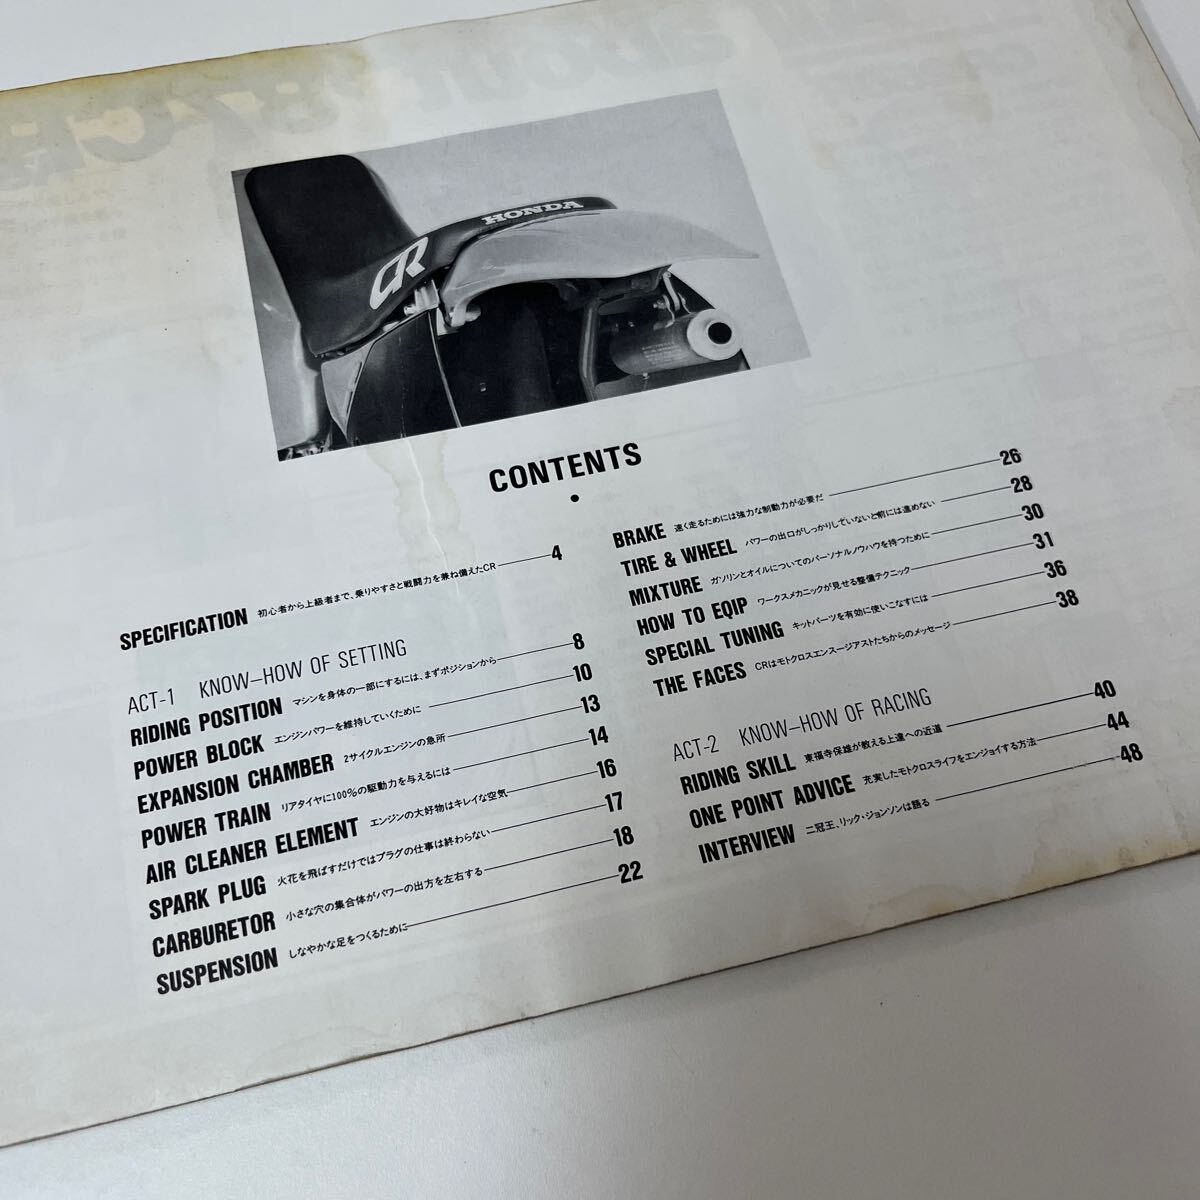 HONDA
CR
CONTENTS
SPECIFICATION 初心者から上級者まで、乗りやすさと戦闘力を兼ね備えたCR 4
ACT-1 KNOW-HOW OF SETTING
RIDING POSITION マシンを身体の一部にするには、まずポジションから 8
POWER BLOCK エンジンパワーを維持していくために 10
EXPANSION CHAMBER 2サイクルエンジンの急所 13
POWER TRAIN リアタイヤに100%の駆動力を与えるには 14
AIR CLEANER ELEMENT エンジンの大好物はキレイな空気 16
SPARK PLUG 火花を飛ばすだけではプラグの仕事は終わらない 17
CARBURETOR 小さな穴の集合体がパワーの出方を左右する 18
SUSPENSION しなやかな足をつくるために 22
BRAKE 速く走るためには強力な制動力が必要だ 26
TIRE & WHEEL パワーの出口がしっかりしていないと前には進めない 28
MIXTURE ガソリンとオイルについてのパーソナルノウハウを持つために 30
HOW TO EQIP ワークスメカニックが見せる整備テクニック 31
SPECIAL TUNING キットパーツを有効に使いこなすには 36
THE FACES CRはモトクロスエンスージアストたちからのメッセージ 38
ACT-2 KNOW-HOW OF RACING
RIDING SKILL 東福寺保雄が教える上達への近道 40
ONE POINT ADVICE 充実したモトクロスライフをエンジョイする方法 44
INTERVIEW 二冠王、リック・ジョンソンは語る 48